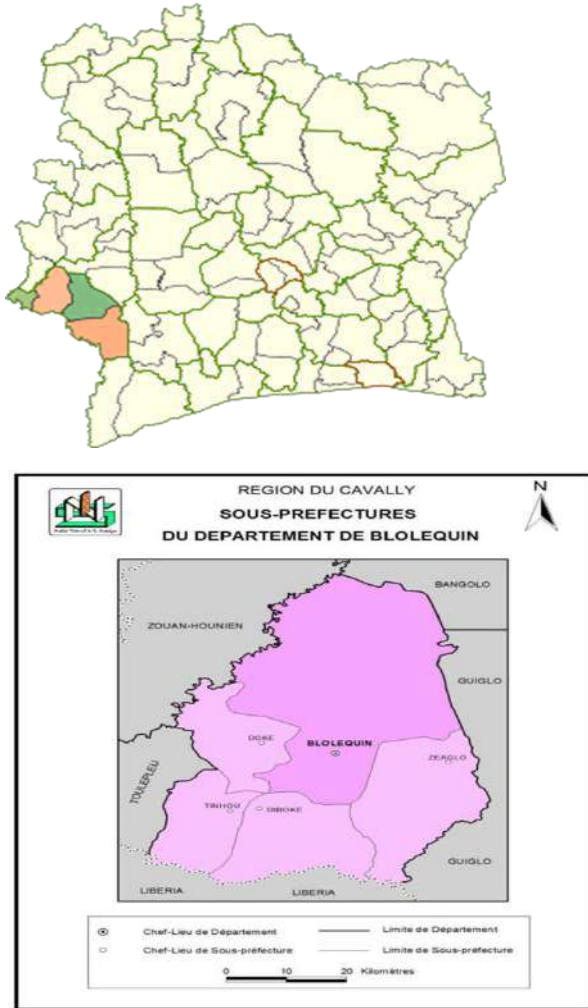 REGION DU CAVALLY
N
SOUS-PREFECTURES
DU DEPARTEMENT DE BLOLEQUIN
BANGOLO
ZOUAN-HOUNIEN
GUIGLO
DOKE
BLOLEQUIN
ZEAGLO
TOULEPLEU
TINHOU
DIBOKE
GUIGLO
LIBERIA
LIBERIA
Chef-Lieu de Département
Limite de Département
Chef-Lieu de Sous-préfecture
Limite de Sous-préfecture
0 10 20 Kilomètres